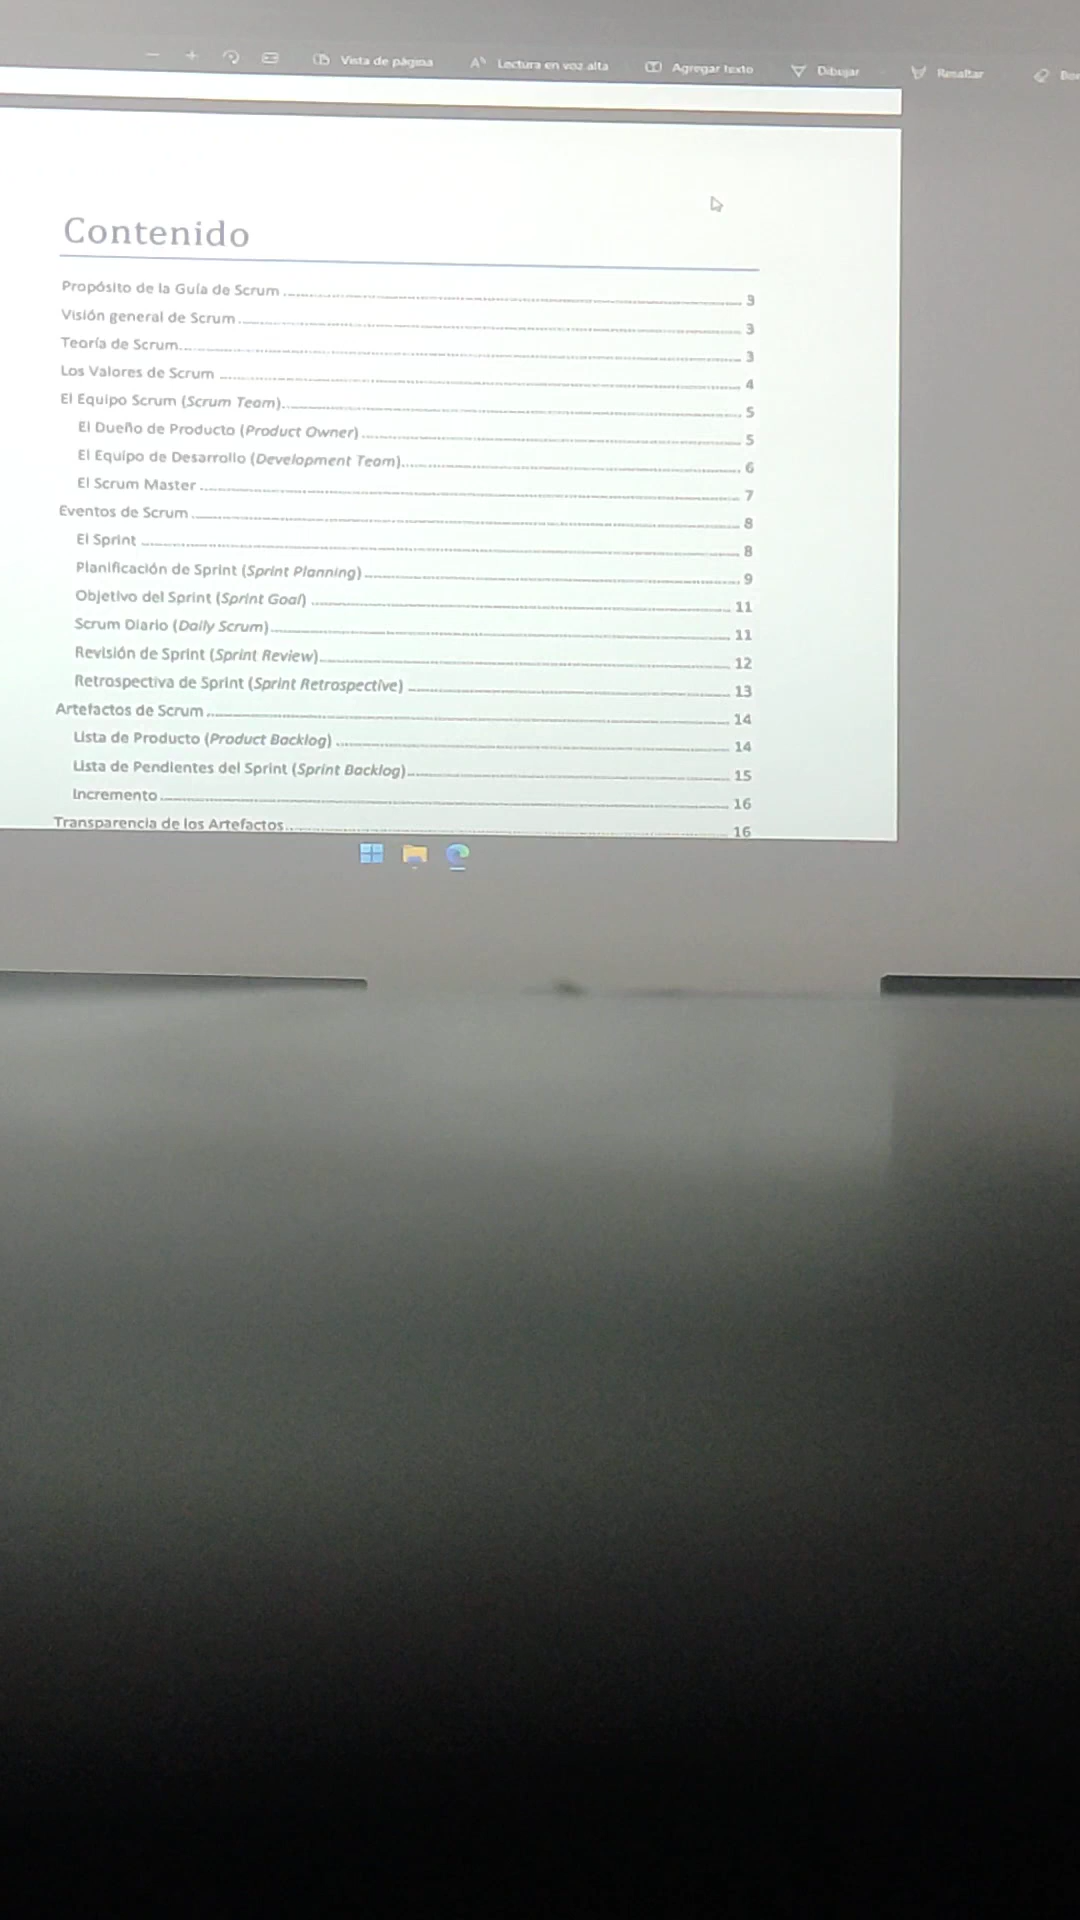 Vista de página Lectura en voz alta Agregar texto Dibujar Resaltar
Contenido
Propósito de la Guía de Scrum 3
Visión general de Scrum 3
Teoría de Scrum 3
Los Valores de Scrum 4
El Equipo Scrum (Scrum Team) 5
El Dueño de Producto (Product Owner) 5
El Equipo de Desarrollo (Development Team) 6
El Scrum Master 7
Eventos de Scrum 8
El Sprint 8
Planificación de Sprint (Sprint Planning) 9
Objetivo del Sprint (Sprint Goal) 11
Scrum Diario (Daily Scrum) 11
Revisión de Sprint (Sprint Review) 12
Retrospectiva de Sprint (Sprint Retrospective) 13
Artefactos de Scrum 14
Lista de Producto (Product Backlog) 14
Lista de Pendientes del Sprint (Sprint Backlog) 15
Incremento 16
Transparencia de los Artefactos 16